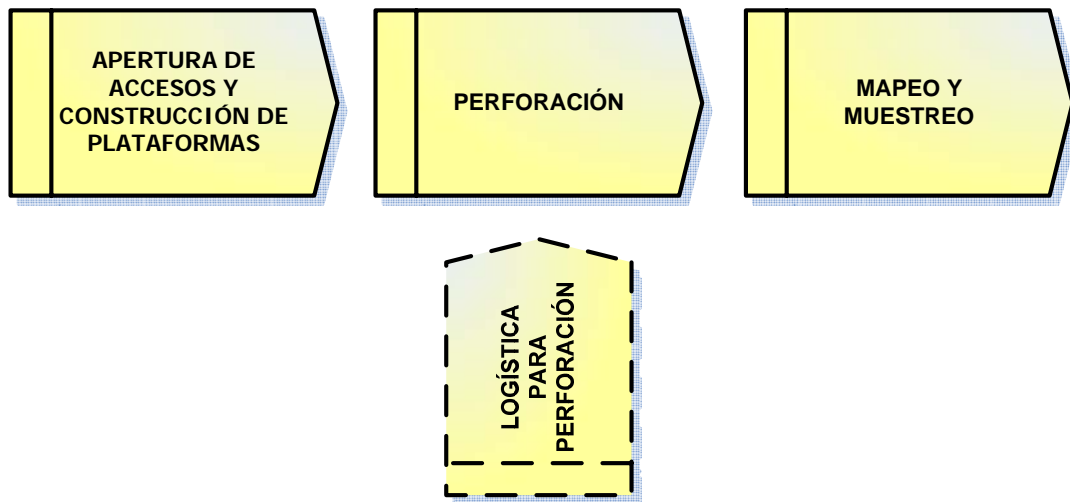 APERTURA DE
ACCESOS Y
CONSTRUCCIÓN DE
PLATAFORMAS
PERFORACIÓN
MAPEO Y
MUESTREO
LOGÍSTICA
PARA
PERFORACIÓN